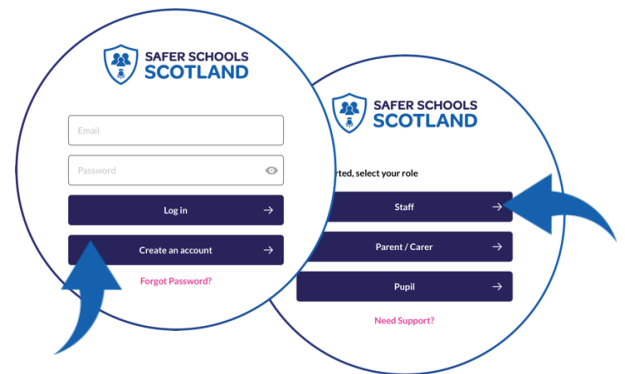 SAFER SCHOOLS
SCOTLAND
Email
Password
Log in
Create an account
Forgot Password?
SAFER SCHOOLS
SCOTLAND
select your role
Staff
Parent / Carer
Pupil
Need Support?